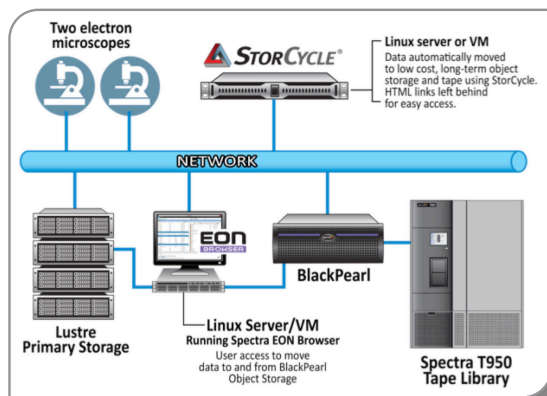 Two electron
microscopes
STORCYCLE®
Linux server or VM
Data automatically moved
to low cost, long-term object
storage and tape using StorCycle.
HTML links left behind
for easy access.
NETWORK
EON
BROWSER
BlackPearl
Lustre
Primary Storage
Linux Server/VM
Running Spectra EON Browser
User access to move
data to and from BlackPearl
Object Storage
Spectra T950
Tape Library